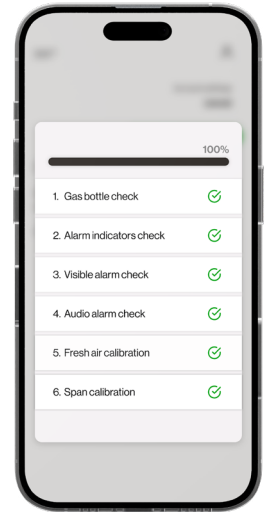 100%
1. Gas bottle check
2. Alarm indicators check
3. Visible alarm check
4. Audio alarm check
5. Fresh air calibration
6. Span calibration